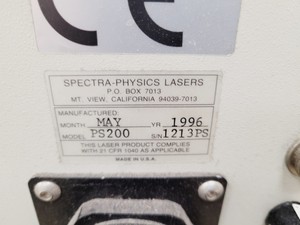 CE
SPECTRA-PHYSICS LASERS
P.O. BOX 7013
MT. VIEW, CALIFORNIA 94039-7013
MANUFACTURED:
MONTH MAY YR 1996
MODEL PS200 S/N 1213PS
THIS LASER PRODUCT COMPLIES
WITH 21 CFR 1040 AS APPLICABLE
MADE IN U.S.A.